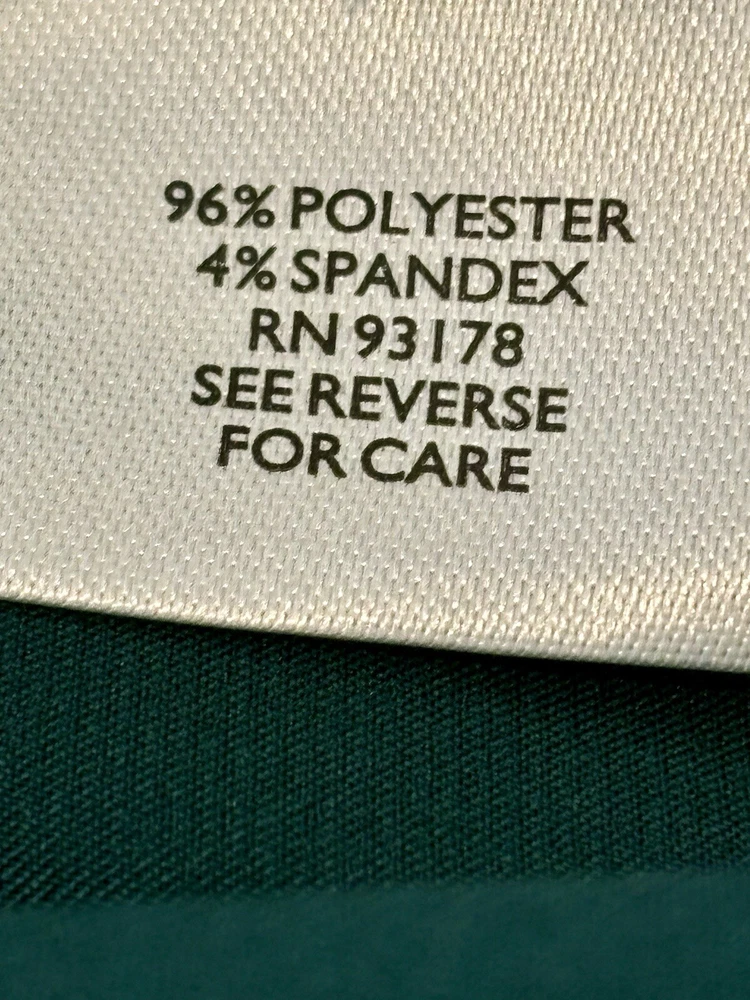 96% POLYESTER
4% SPANDEX
RN 93178
SEE REVERSE
FOR CARE